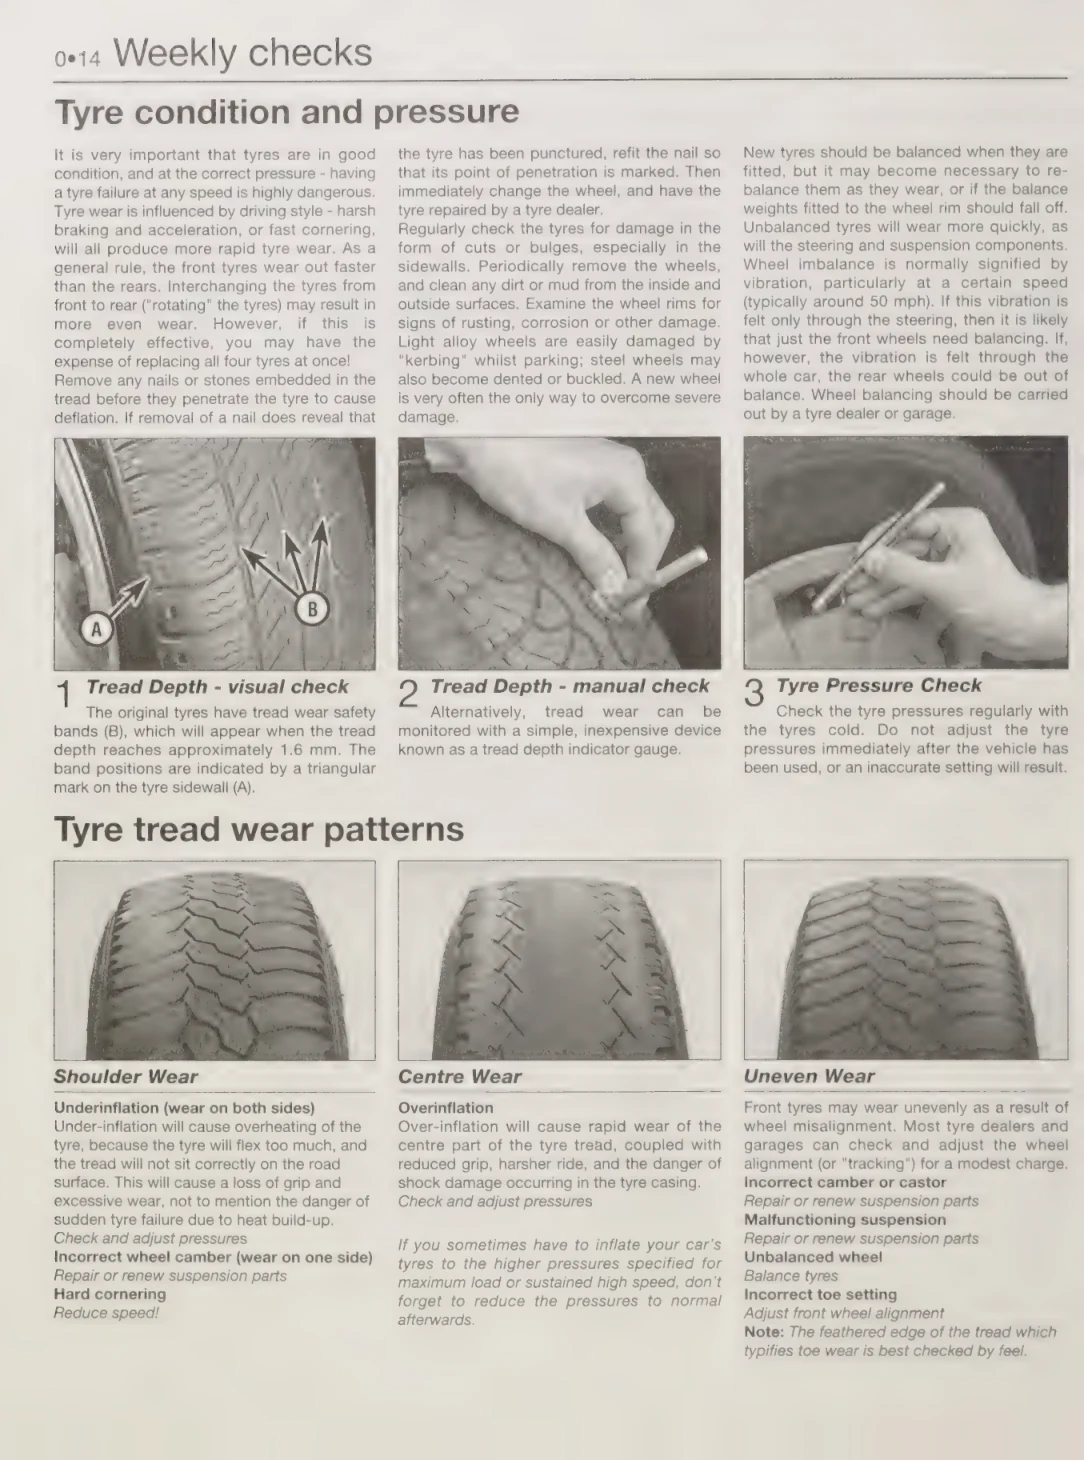 0•14 Weekly checks
Tyre condition and pressure
It is very important that tyres are in good
condition, and at the correct pressure - having
a tyre failure at any speed is highly dangerous.
Tyre wear is influenced by driving style - harsh
braking and acceleration, or fast cornering,
will all produce more rapid tyre wear. As a
general rule, the front tyres wear out faster
than the rears. Interchanging the tyres from
front to rear ("rotating" the tyres) may result in
more even wear. However, if this is
completely effective, you may have the
expense of replacing all four tyres at once!
Remove any nails or stones embedded in the
tread before they penetrate the tyre to cause
deflation. If removal of a nail does reveal that
the tyre has been punctured, refit the nail so
that its point of penetration is marked. Then
immediately change the wheel, and have the
tyre repaired by a tyre dealer.
Regularly check the tyres for damage in the
form of cuts or bulges, especially in the
sidewalls. Periodically remove the wheels,
and clean any dirt or mud from the inside and
outside surfaces. Examine the wheel rims for
signs of rusting, corrosion or other damage.
Light alloy wheels are easily damaged by
"kerbing" whilst parking; steel wheels may
also become dented or buckled. A new wheel
is very often the only way to overcome severe
damage.
New tyres should be balanced when they are
fitted, but it may become necessary to re-
balance them as they wear, or if the balance
weights fitted to the wheel rim should fall off.
Unbalanced tyres will wear more quickly, as
will the steering and suspension components.
Wheel imbalance is normally signified by
vibration, particularly at a certain speed
(typically around 50 mph). If this vibration is
felt only through the steering, then it is likely
that just the front wheels need balancing. If,
however, the vibration is felt through the
whole car, the rear wheels could be out of
balance. Wheel balancing should be carried
out by a tyre dealer or garage.
A
B
1 Tread Depth - visual check
The original tyres have tread wear safety
bands (B), which will appear when the tread
depth reaches approximately 1.6 mm. The
band positions are indicated by a triangular
mark on the tyre sidewall (A).
2 Tread Depth - manual check
Alternatively, tread wear can be
monitored with a simple, inexpensive device
known as a tread depth indicator gauge.
3 Tyre Pressure Check
Check the tyre pressures regularly with
the tyres cold. Do not adjust the tyre
pressures immediately after the vehicle has
been used, or an inaccurate setting will result.
Tyre tread wear patterns
Shoulder Wear
Underinflation (wear on both sides)
Under-inflation will cause overheating of the
tyre, because the tyre will flex too much, and
the tread will not sit correctly on the road
surface. This will cause a loss of grip and
excessive wear, not to mention the danger of
sudden tyre failure due to heat build-up.
Check and adjust pressures
Incorrect wheel camber (wear on one side)
Repair or renew suspension parts
Hard cornering
Reduce speed!
Centre Wear
Overinflation
Over-inflation will cause rapid wear of the
centre part of the tyre tread, coupled with
reduced grip, harsher ride, and the danger of
shock damage occurring in the tyre casing.
Check and adjust pressures
If you sometimes have to inflate your car's
tyres to the higher pressures specified for
maximum load or sustained high speed, don't
forget to reduce the pressures to normal
afterwards.
Uneven Wear
Front tyres may wear unevenly as a result of
wheel misalignment. Most tyre dealers and
garages can check and adjust the wheel
alignment (or "tracking") for a modest charge.
Incorrect camber or castor
Repair or renew suspension parts
Malfunctioning suspension
Repair or renew suspension parts
Unbalanced wheel
Balance tyres
Incorrect toe setting
Adjust front wheel alignment
Note: The feathered edge of the tread which
typifies toe wear is best checked by feel.